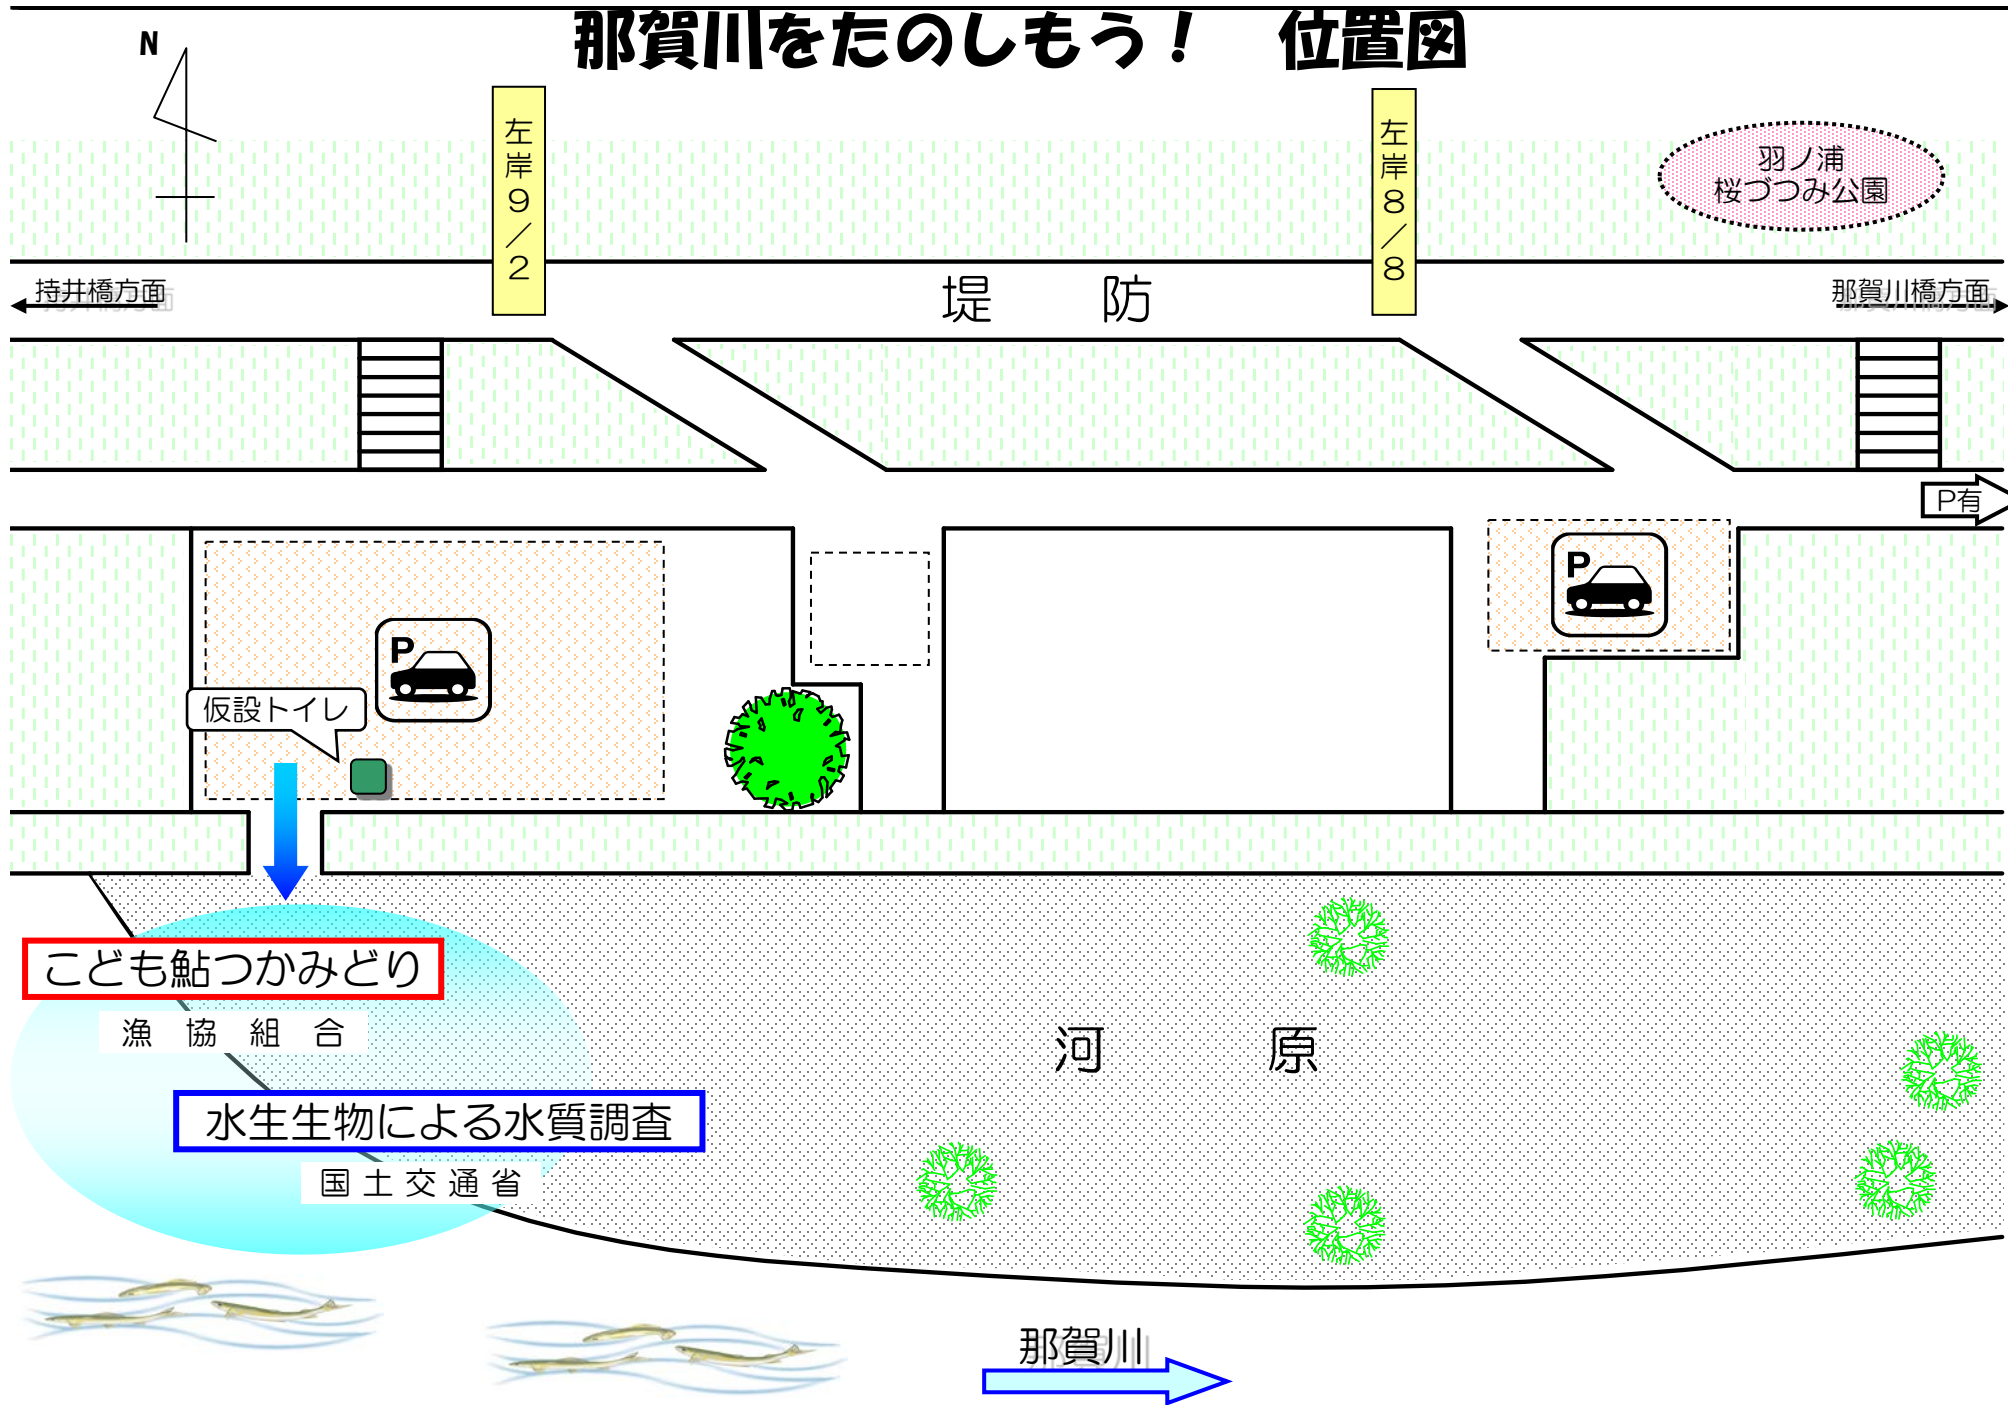 那賀川をたのしもう！　位置図
N
左岸９／２
左岸８／８
羽ノ浦
桜づつみ公園
持井橋方面
堤　防
那賀川橋方面
P有
P
P
仮設トイレ
こども鮎つかみどり
漁協組合
河　原
水生生物による水質調査
国土交通省
那賀川